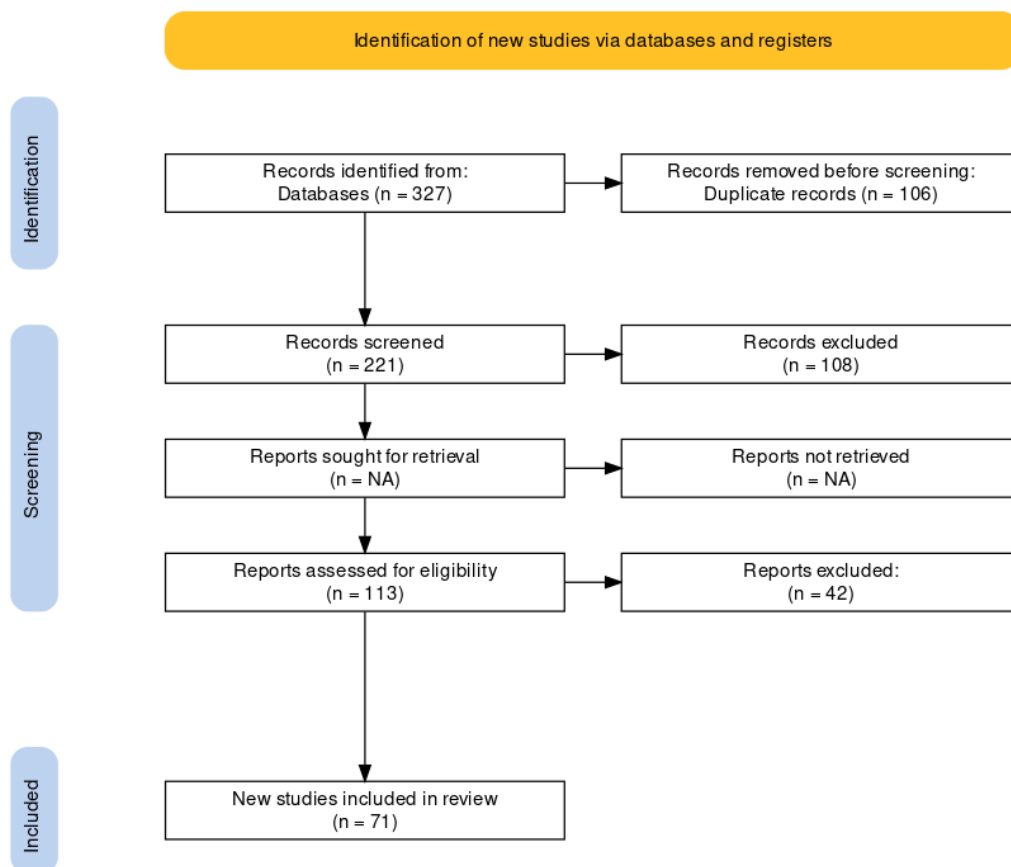 Identification of new studies via databases and registers
Identification
Records identified from:
Databases (n = 327)
Records removed before screening:
Duplicate records (n = 106)
Screening
Records screened
(n = 221)
Records excluded
(n = 108)
Reports sought for retrieval
(n = NA)
Reports not retrieved
(n = NA)
Reports assessed for eligibility
(n = 113)
Reports excluded:
(n = 42)
Included
New studies included in review
(n = 71)